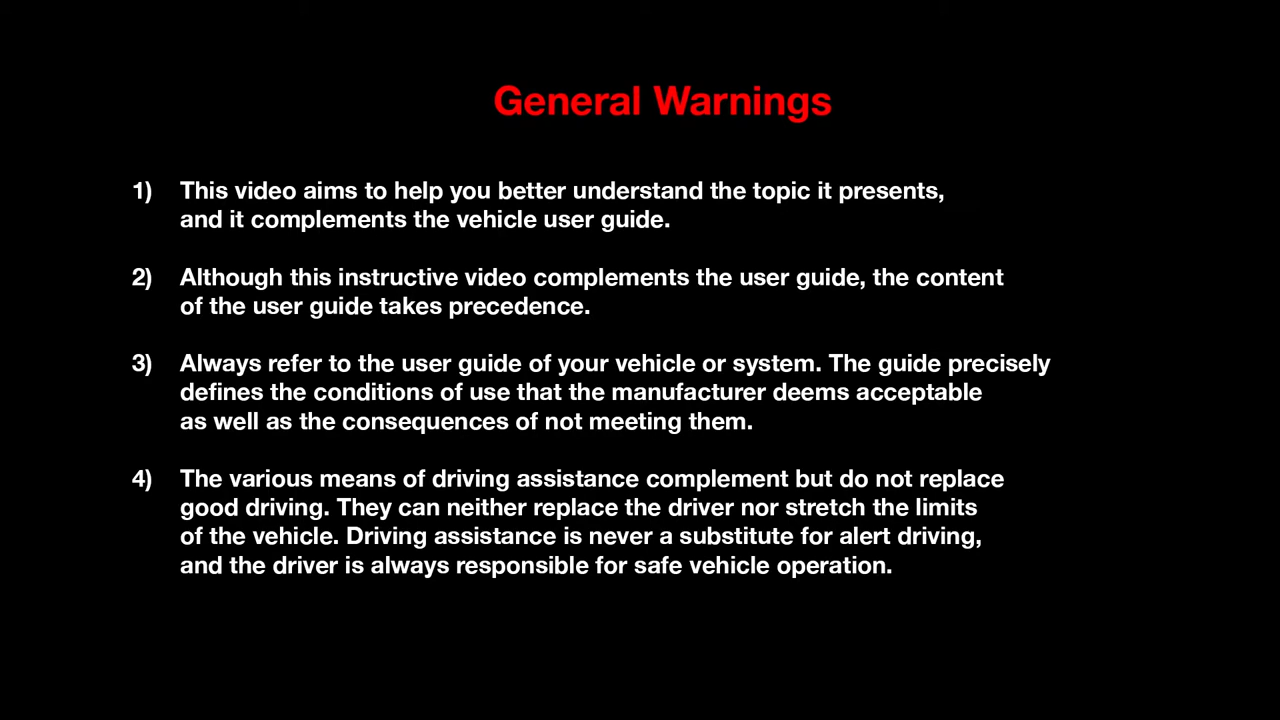 General Warnings
1) This video aims to help you better understand the topic it presents,
and it complements the vehicle user guide.
2) Although this instructive video complements the user guide, the content
of the user guide takes precedence.
3) Always refer to the user guide of your vehicle or system. The guide precisely
defines the conditions of use that the manufacturer deems acceptable
as well as the consequences of not meeting them.
4) The various means of driving assistance complement but do not replace
good driving. They can neither replace the driver nor stretch the limits
of the vehicle. Driving assistance is never a substitute for alert driving,
and the driver is always responsible for safe vehicle operation.